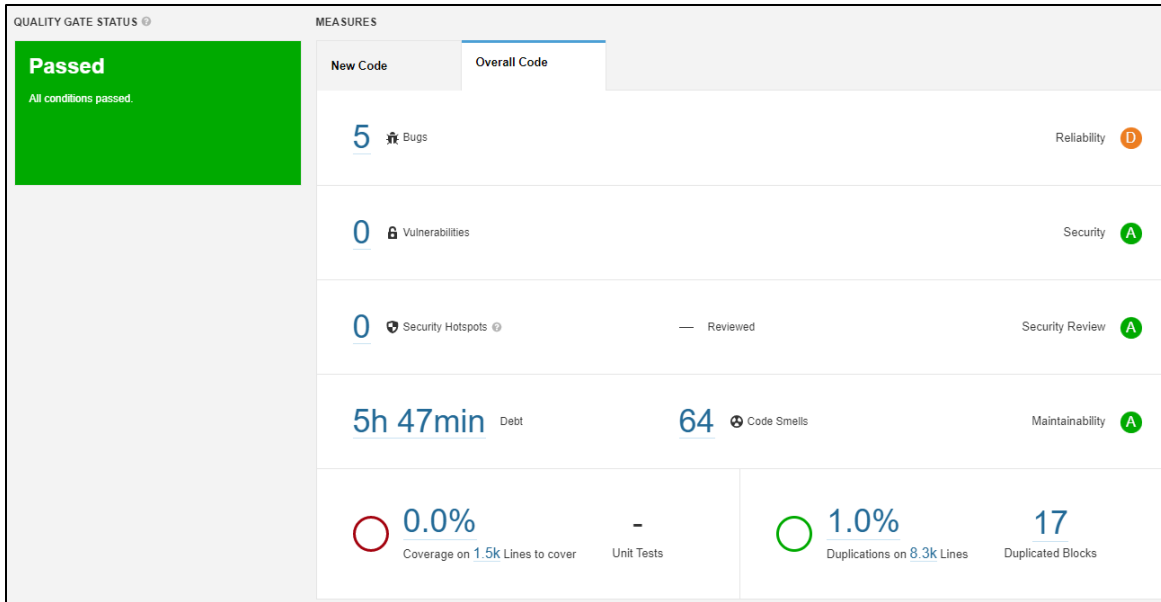 QUALITY GATE STATUS
MEASURES
Passed
All conditions passed.
New Code
Overall Code
5 Bugs
Reliability D
0 Vulnerabilities
Security A
0 Security Hotspots
— Reviewed
Security Review A
5h 47min Debt
64 Code Smells
Maintainability A
0.0%
Coverage on 1.5k Lines to cover
-
Unit Tests
1.0%
Duplications on 8.3k Lines
17
Duplicated Blocks